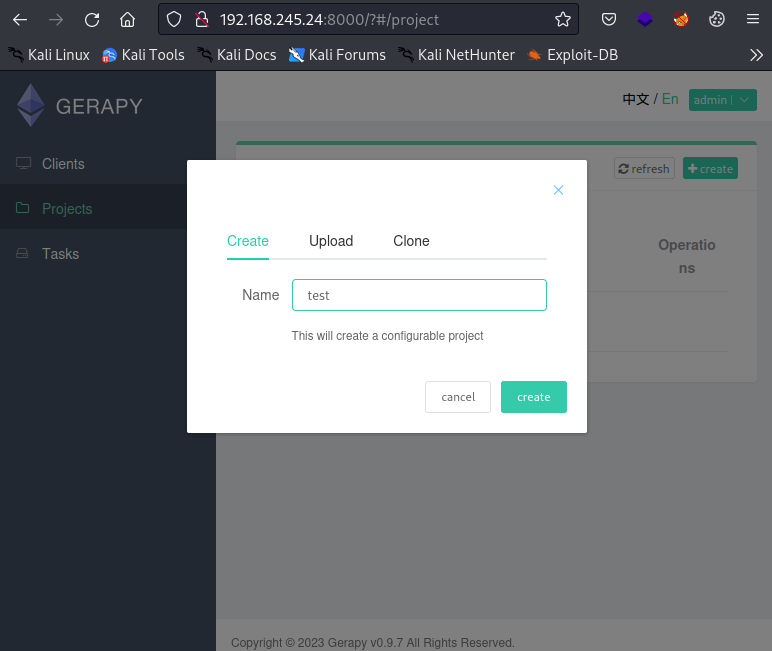 192.168.245.24:8000/?#/project
Kali Linux Kali Tools Kali Docs Kali Forums Kali NetHunter Exploit-DB
GERAPY
中文 / En admin
Clients
Projects
Tasks
refresh create
Operatio
ns
Create Upload Clone
Name test
This will create a configurable project
cancel create
Copyright © 2023 Gerapy v0.9.7 All Rights Reserved.